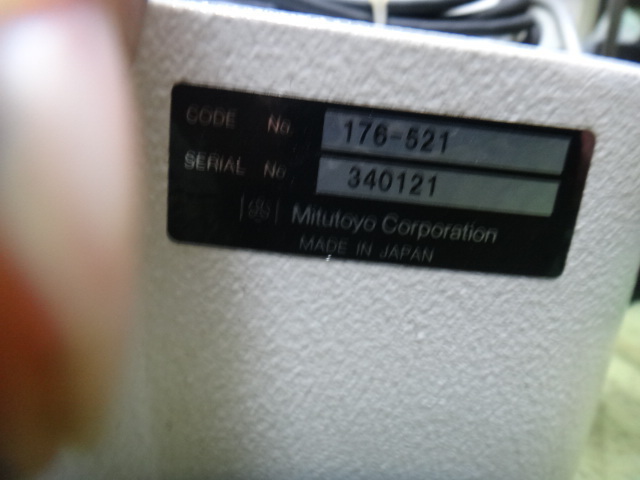 CODE No. 176-521
SERIAL No. 340121
Mitutoyo Corporation
MADE IN JAPAN